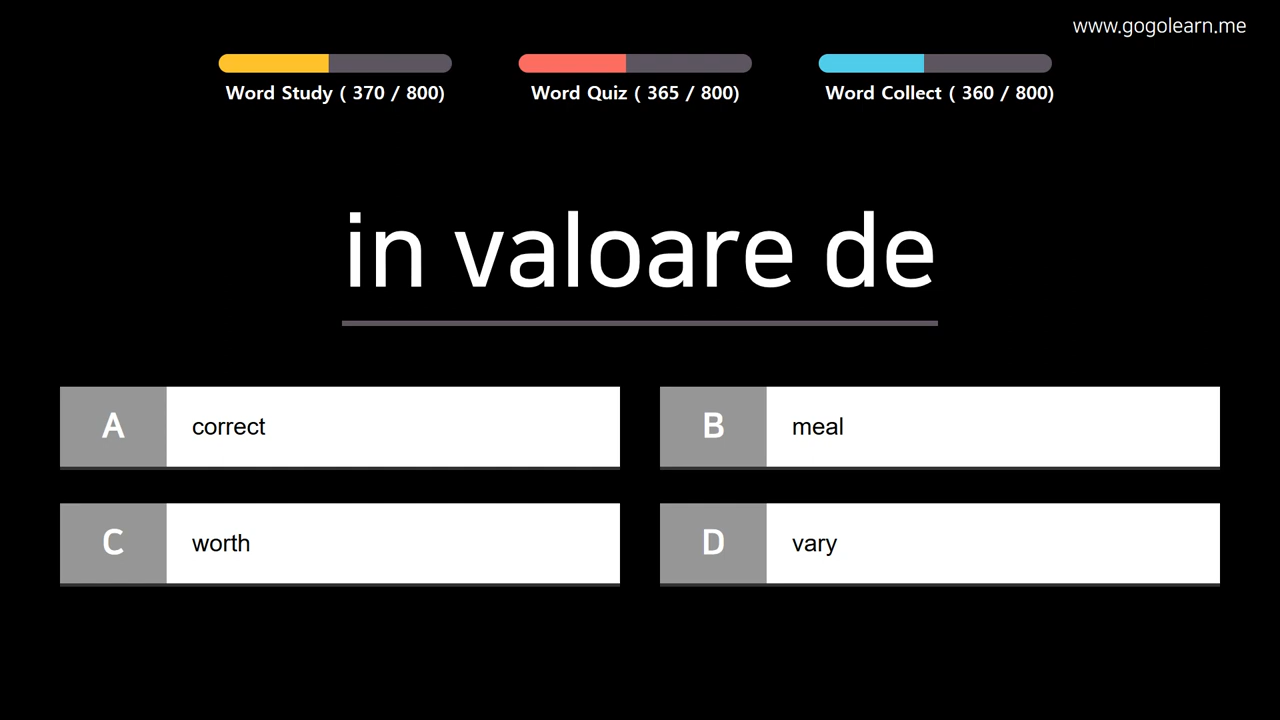 www.gogolearn.me
Word Study ( 370 / 800)
Word Quiz ( 365 / 800)
Word Collect ( 360 / 800)
in valoare de
A correct
B meal
C worth
D vary